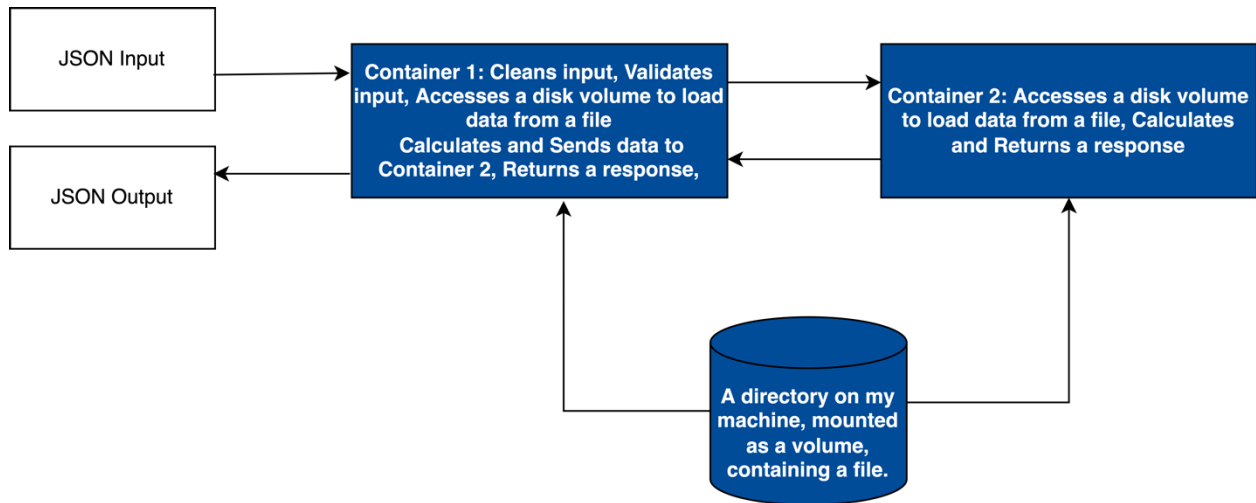 JSON Input
JSON Output
Container 1: Cleans input, Validates
input, Accesses a disk volume to load
data from a file
Calculates and Sends data to
Container 2, Returns a response,
Container 2: Accesses a disk volume
to load data from a file, Calculates
and Returns a response
A directory on my
machine, mounted
as a volume,
containing a file.